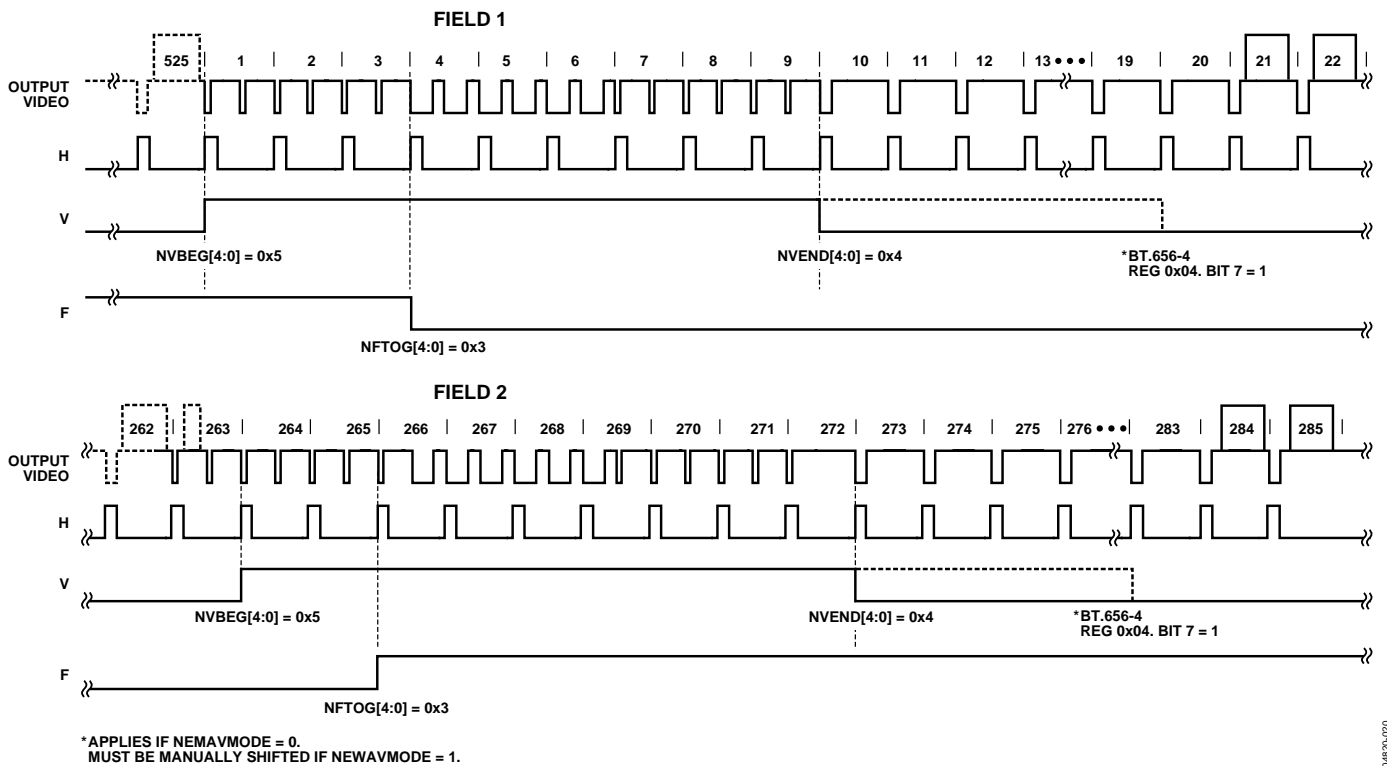 FIELD 1
525 | 1 | 2 | 3 | 4 | 5 | 6 | 7 | 8 | 9 | 10 | 11 | 12 | 13 ••• | 19 | 20 | 21 | 22 |
OUTPUT
VIDEO
H
V
NVBEG[4:0] = 0x5
NVEND[4:0] = 0x4
*BT.656-4
REG 0x04. BIT 7 = 1
F
NFTOG[4:0] = 0x3
FIELD 2
262 | 263 | 264 | 265 | 266 | 267 | 268 | 269 | 270 | 271 | 272 | 273 | 274 | 275 | 276 ••• | 283 | 284 | 285 |
OUTPUT
VIDEO
H
V
NVBEG[4:0] = 0x5
NVEND[4:0] = 0x4
*BT.656-4
REG 0x04. BIT 7 = 1
F
NFTOG[4:0] = 0x3
*APPLIES IF NEMAVMODE = 0.
MUST BE MANUALLY SHIFTED IF NEWAVMODE = 1.
04820-020